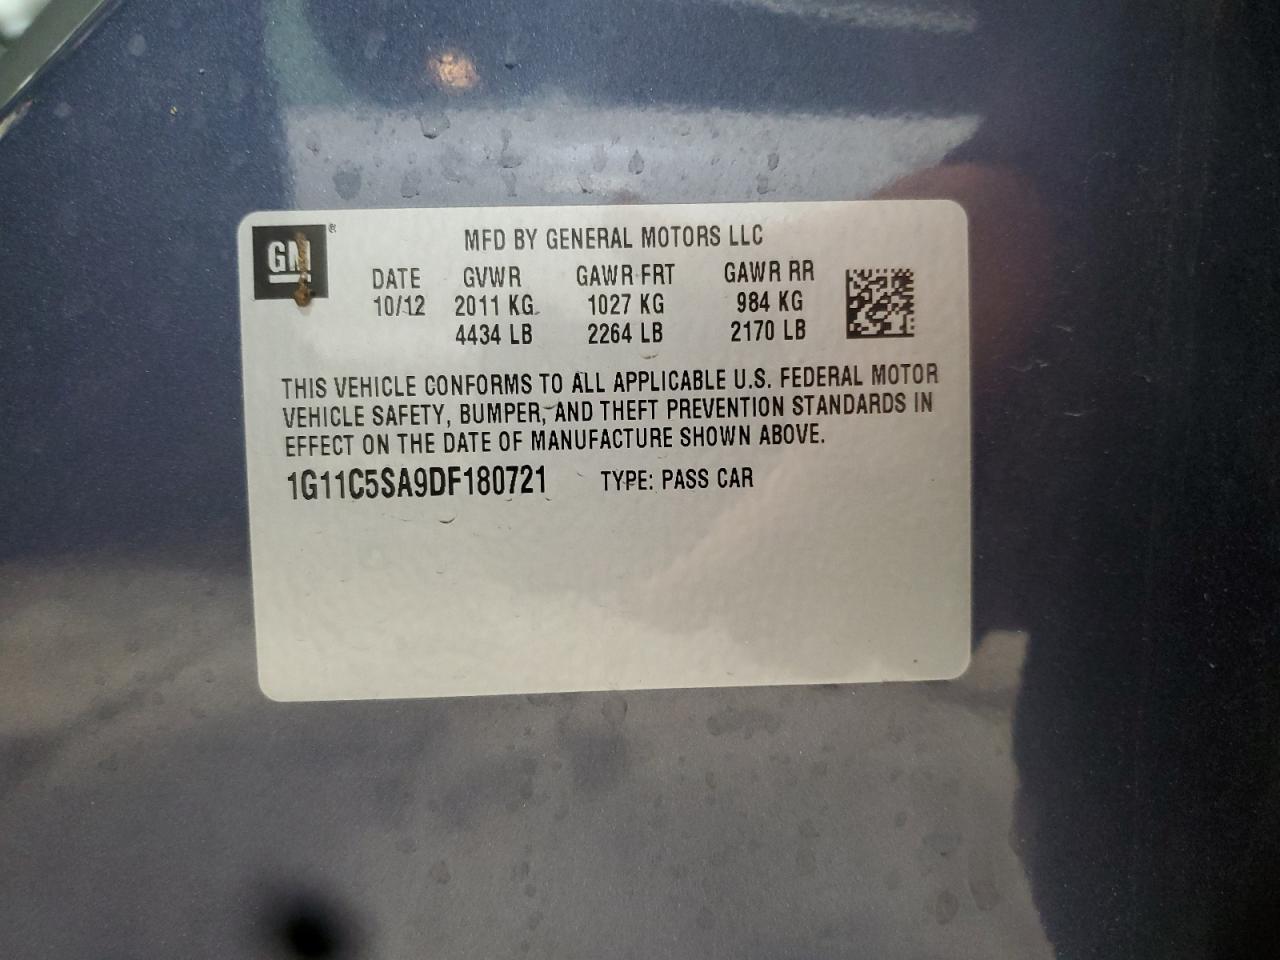 GM ®
MFD BY GENERAL MOTORS LLC
DATE GVWR GAWR FRT GAWR RR
10/12 2011 KG 1027 KG 984 KG
4434 LB 2264 LB 2170 LB
THIS VEHICLE CONFORMS TO ALL APPLICABLE U.S. FEDERAL MOTOR
VEHICLE SAFETY, BUMPER, AND THEFT PREVENTION STANDARDS IN
EFFECT ON THE DATE OF MANUFACTURE SHOWN ABOVE.
1G11C5SA9DF180721 TYPE: PASS CAR